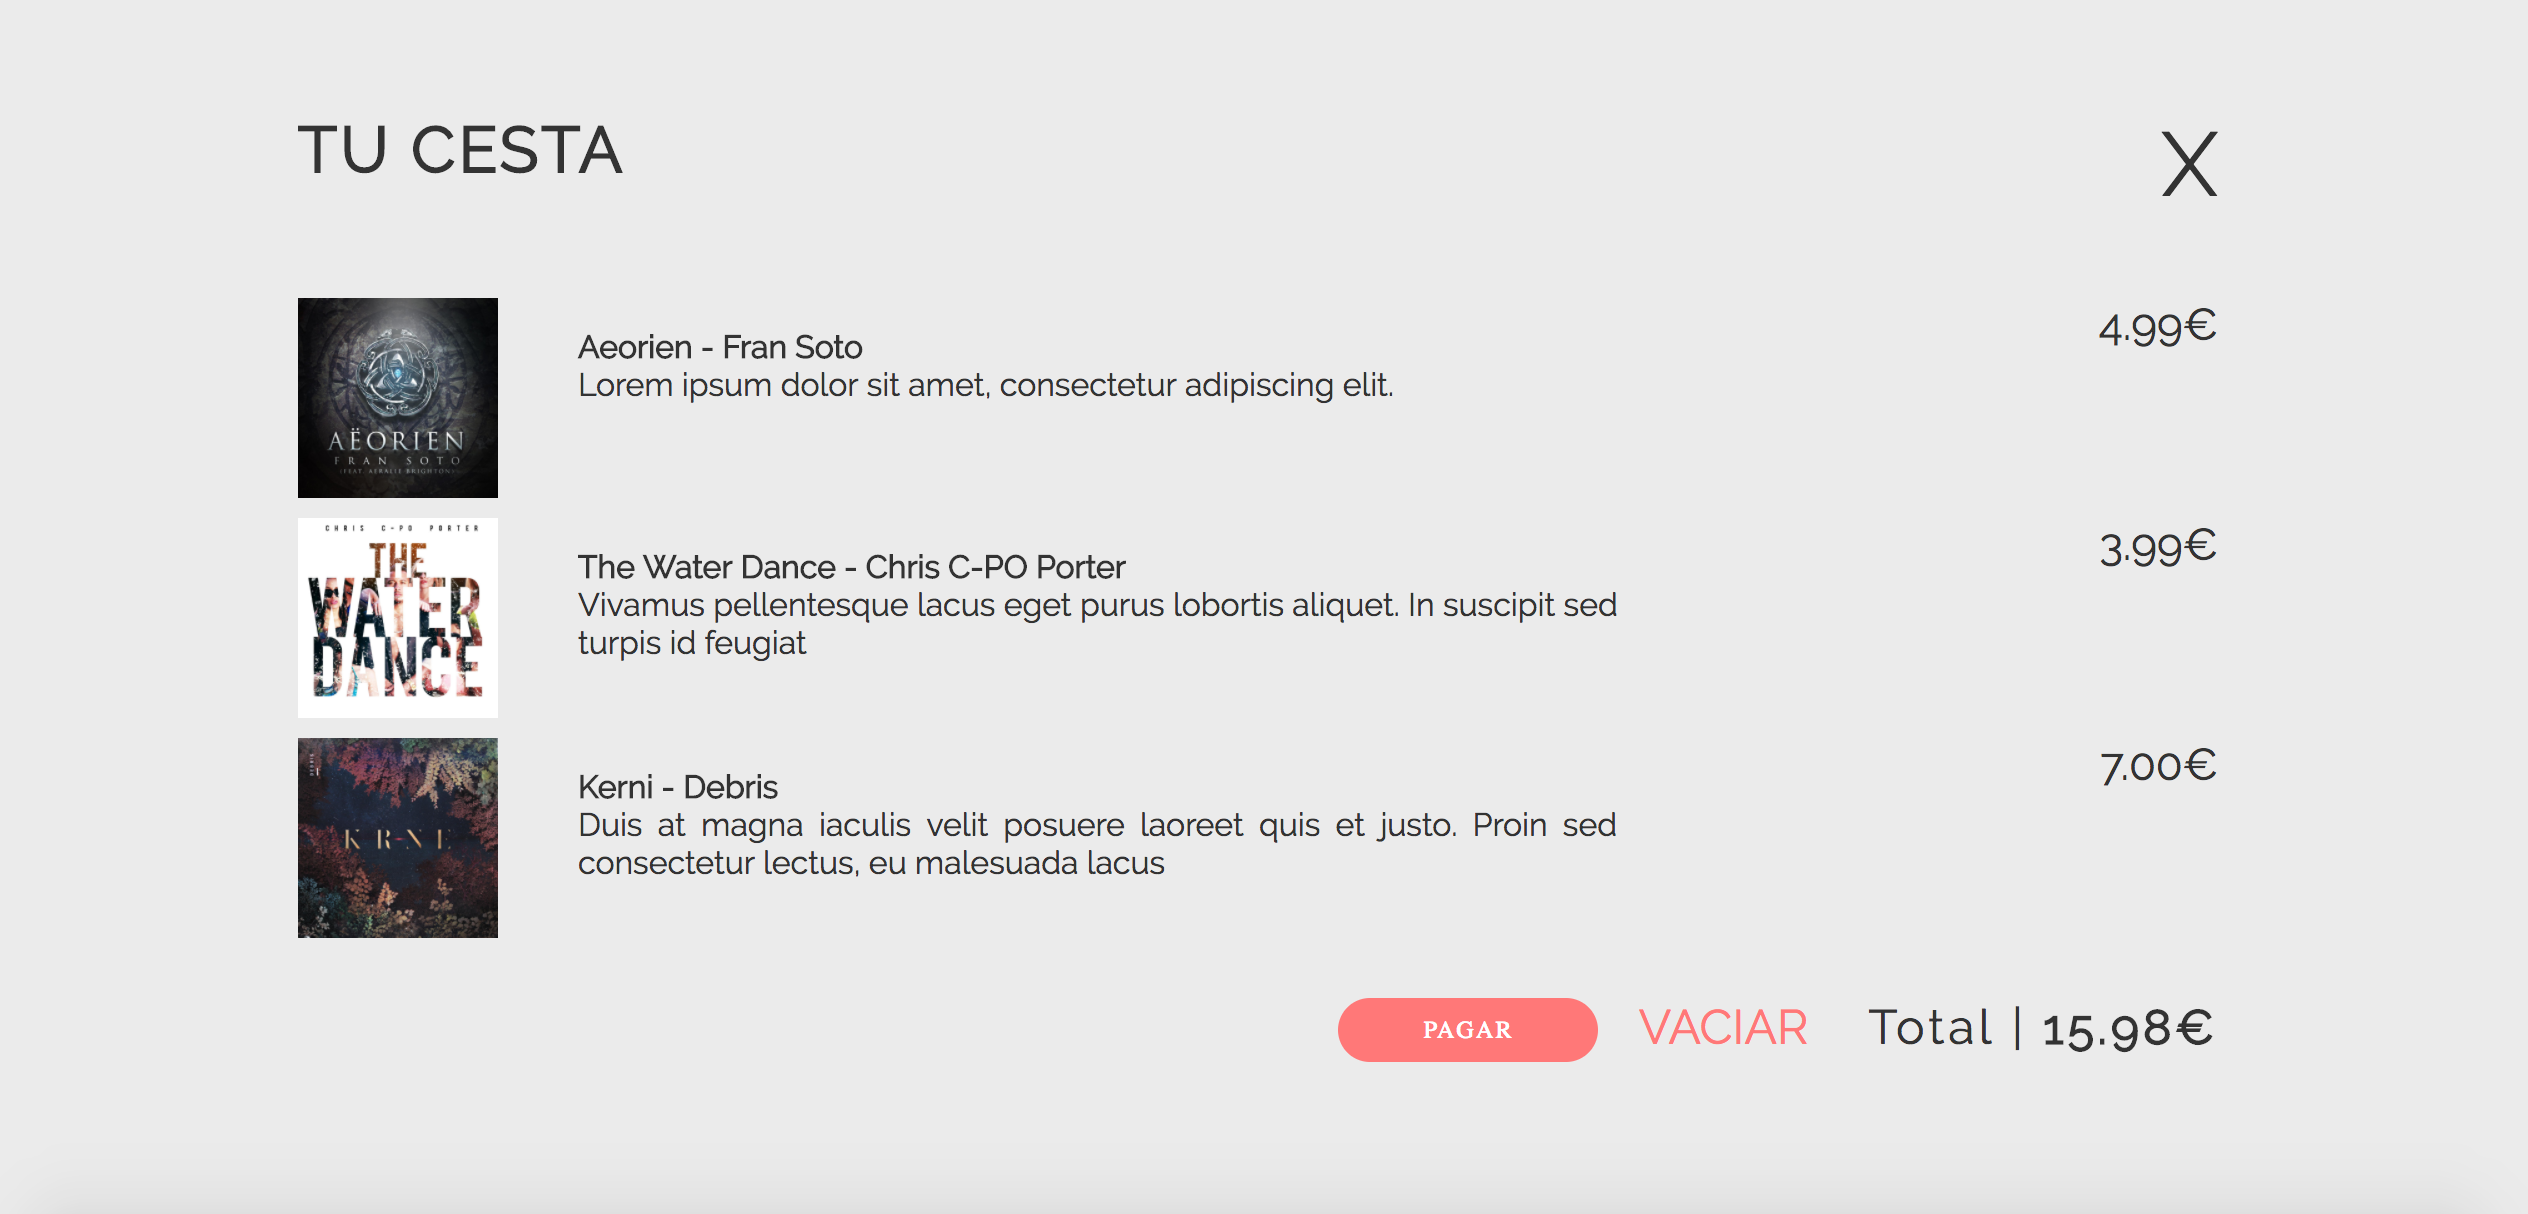 TU CESTA
X
AËORIEN
FRAN SOTO
(FEAT. AERALIE BRIGHTON)
Aeorien - Fran Soto
Lorem ipsum dolor sit amet, consectetur adipiscing elit.
4.99€
CHRIS C-PO PORTER
THE
WATER
DANCE
The Water Dance - Chris C-PO Porter
Vivamus pellentesque lacus eget purus lobortis aliquet. In suscipit sed
turpis id feugiat
3.99€
Kerni - Debris
Duis at magna iaculis velit posuere laoreet quis et justo. Proin sed
consectetur lectus, eu malesuada lacus
7.00€
PAGAR
VACIAR
Total | 15.98€